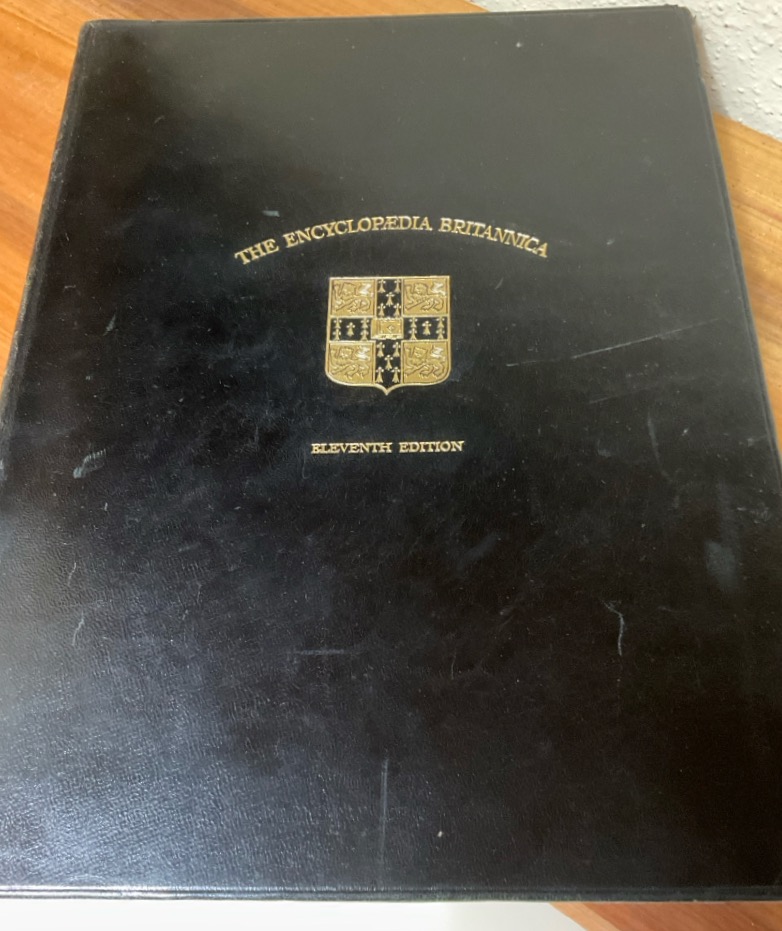 THE ENCYCLOPÆDIA BRITANNICA
ELEVENTH EDITION